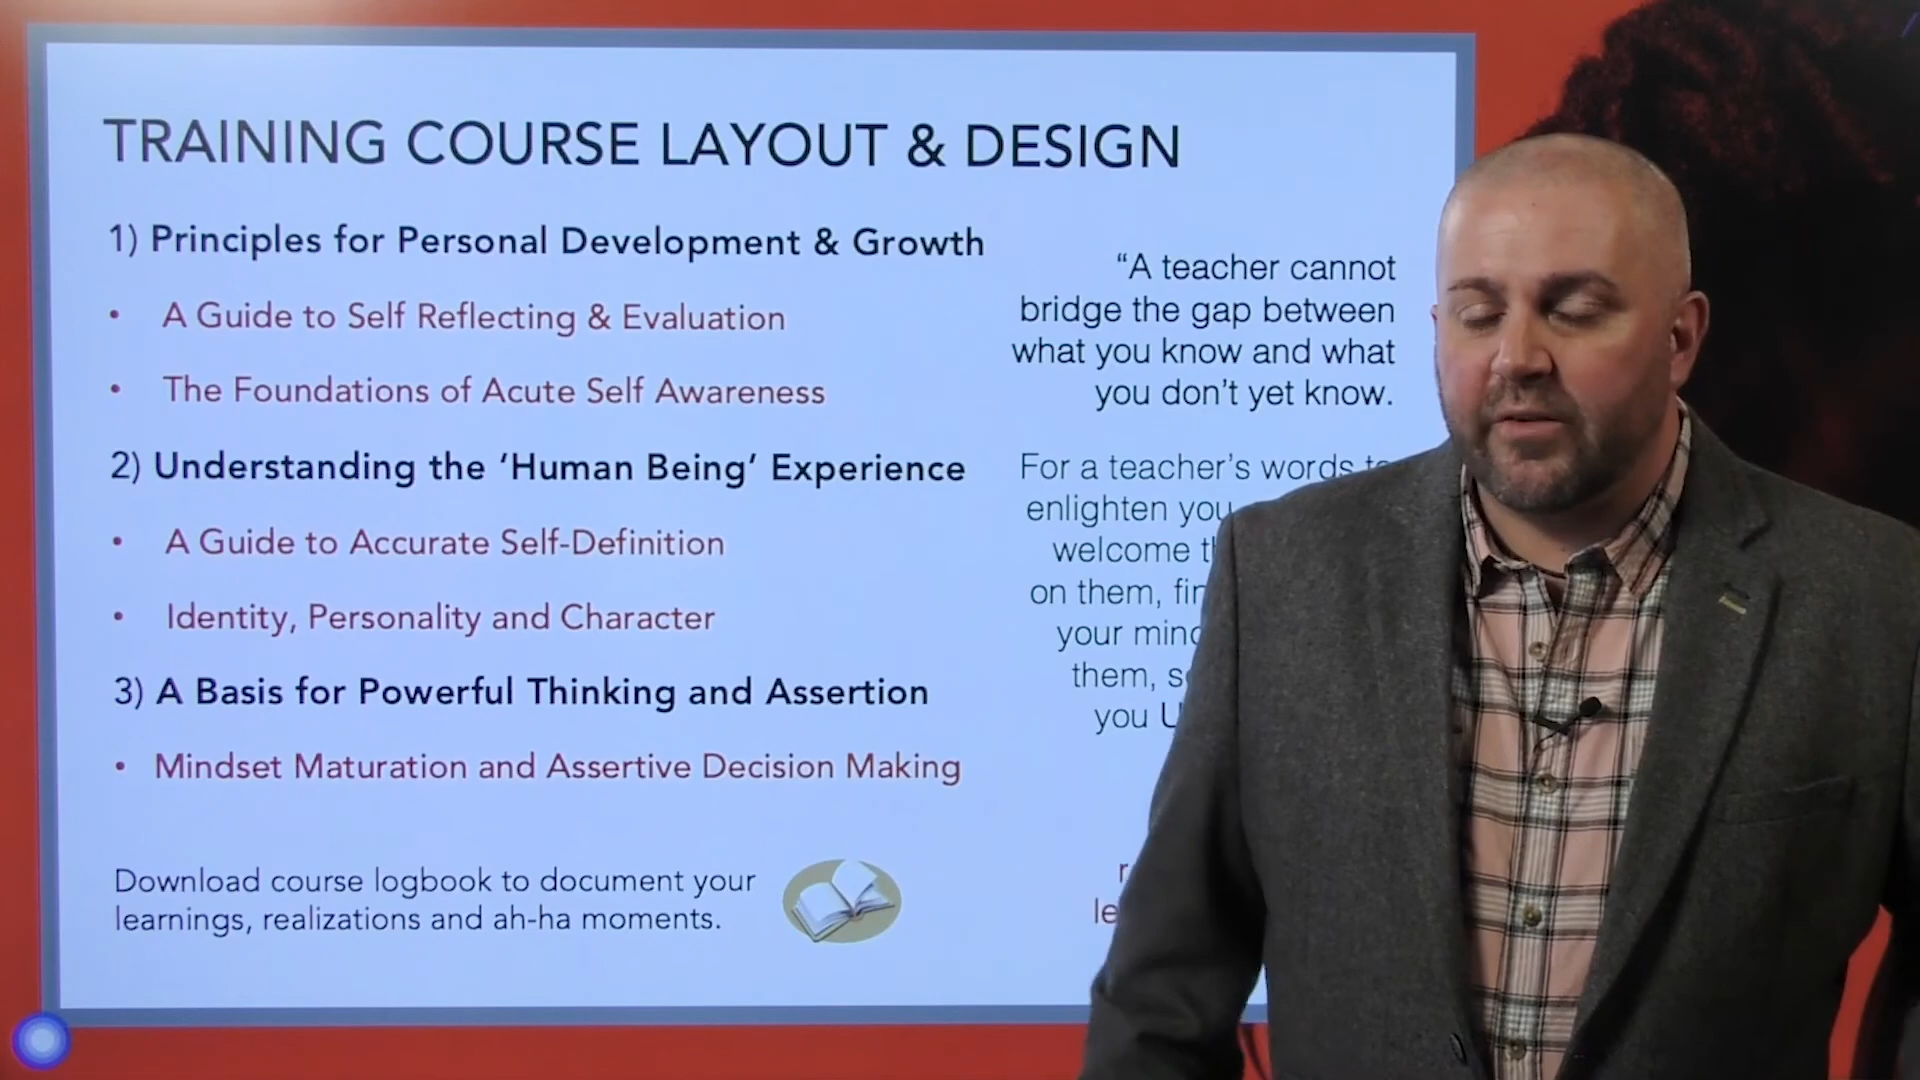 TRAINING COURSE LAYOUT & DESIGN
1) Principles for Personal Development & Growth
• A Guide to Self Reflecting & Evaluation
• The Foundations of Acute Self Awareness
2) Understanding the ‘Human Being’ Experience
• A Guide to Accurate Self-Definition
• Identity, Personality and Character
3) A Basis for Powerful Thinking and Assertion
• Mindset Maturation and Assertive Decision Making
Download course logbook to document your
learnings, realizations and ah-ha moments.
“A teacher cannot
bridge the gap between
what you know and what
you don’t yet know.
For a teacher’s words to
enlighten you
welcome
on them,
your
them,
you